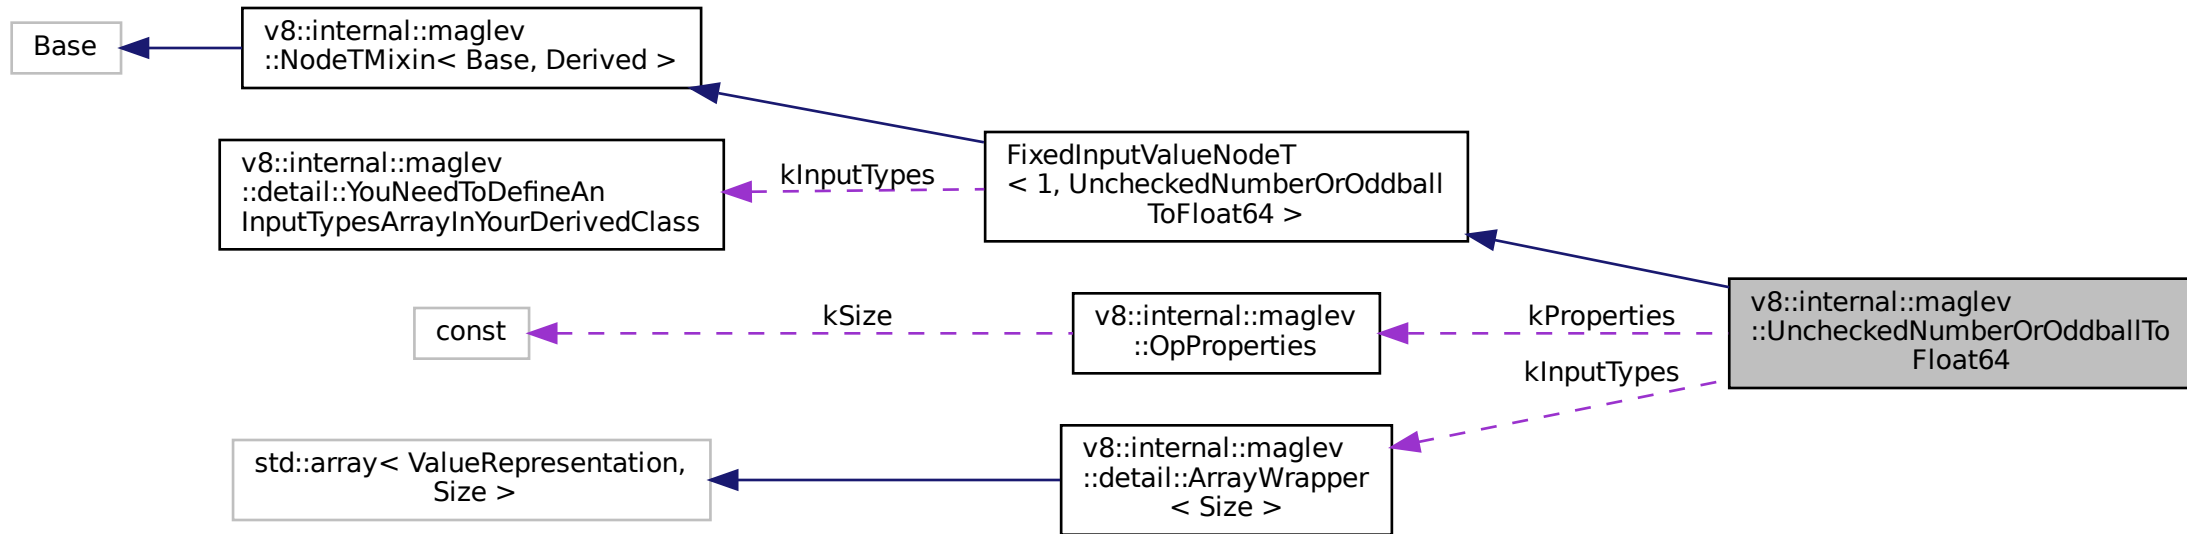 Base
v8::internal::maglev
::NodeTMixin< Base, Derived >
v8::internal::maglev
::detail::YouNeedToDefineAn
InputTypesArrayInYourDerivedClass
kInputTypes
FixedInputValueNodeT
< 1, UncheckedNumberOrOddball
ToFloat64 >
const
kSize
v8::internal::maglev
::OpProperties
kProperties
kInputTypes
v8::internal::maglev
::UncheckedNumberOrOddballTo
Float64
std::array< ValueRepresentation,
Size >
v8::internal::maglev
::detail::ArrayWrapper
< Size >